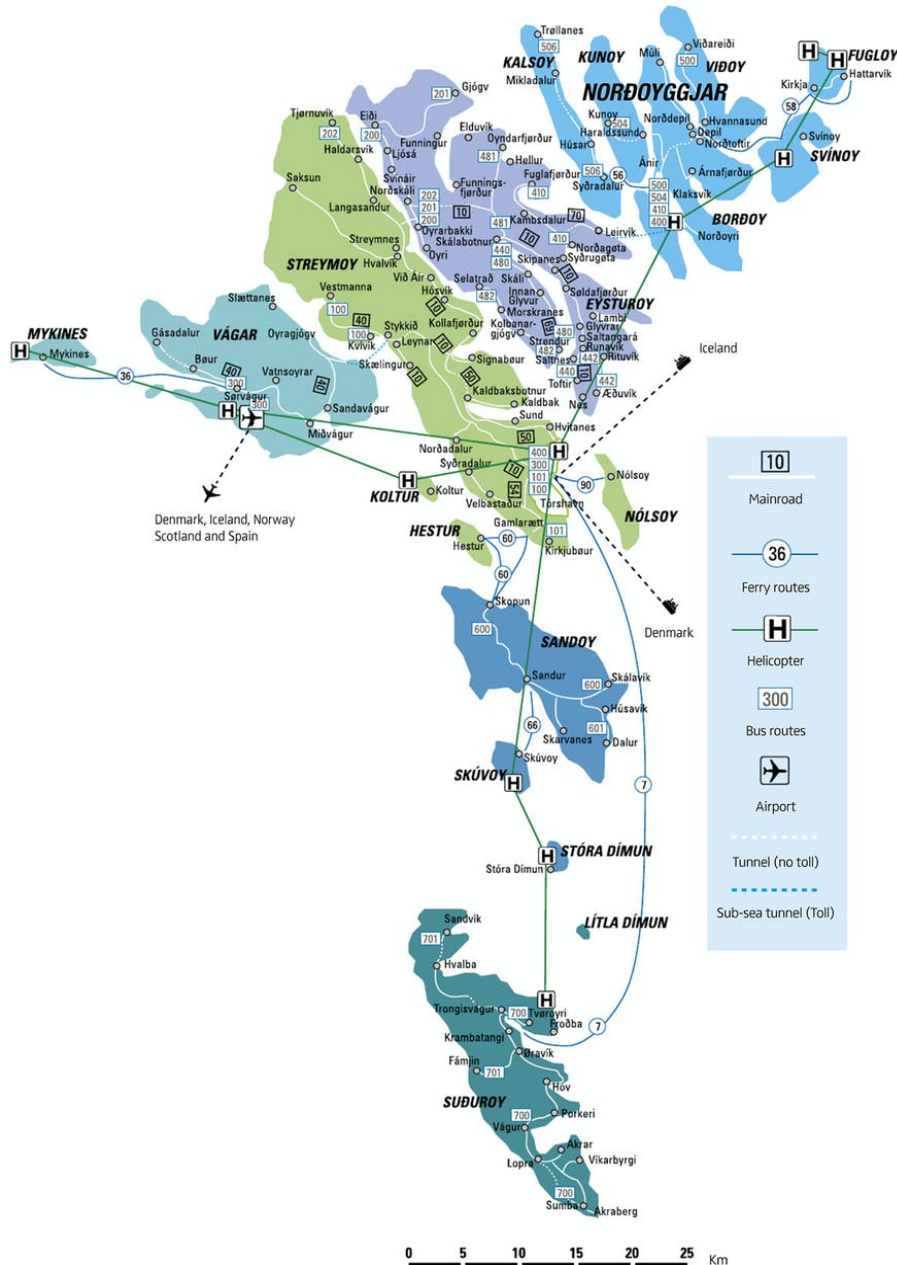 Trøllanes
506
KALSOY
KUNOY
Múli
Viðareiði
500
VIÐOY
FUGLOY
Hattarvík
Kirkja
58
Mikladalur
NORÐOYGGJAR
Gjógv
201
Tjørnuvík
202
Eiði
200
Kunoy
504
Haraldssund
Norðdepil
Hvannasund
Depil
Norðtoftir
Svínoy
SVÍNOY
Elduvík
Funningur
Oyndarfjørður
481
Hellur
Húsar
Ánir
Árnafjørður
Haldarsvík
Ljósá
Svínáir
Norðskáli
Funnings-
fjørður
Fuglafjørður
410
506
56
Syðradalur
500
504
410
400
Klaksvík
BORÐOY
Norðoyri
Saksun
Langasandur
202
201
200
10
Kambsdalur
70
481
10
410
Leirvík
Oyrarbakki
Skálabotnur
440
480
Norðagøta
Syðrugøta
Skipanes
Streymnes
Oyri
Hvalvík
STREYMOY
Við Áir
Selatrað
482
Skáli
10
Søldafjørður
EYSTUROY
Innan
Glyvur
Hósvík
10
Morskranes
Lambi
Glyvrar
Vestmanna
100
40
Kolbanar-
gjógv
69
480
Saltangará
Runavík
Strendur
482
Saltnes
442
Rituvík
440
10
Toftir
442
Æðuvík
Nes
Slættanes
VÁGAR
Gásadalur
Oyragjógv
100
Kvívík
Stykkið
Kollafjørður
Leynar
10
Signabøur
Skælingur
10
50
Kaldbaksbotnur
Kaldbak
Sund
Hvítanes
MYKINES
H
Mykines
36
Bøur
40
Vatnsoyrar
40
300
Sørvágur
300
Sandavágur
Miðvágur
Iceland
50
Norðadalur
400
300
101
100
Tórshavn
Syðradalur
10
54
Velbastaður
KOLTUR
Koltur
90
Nólsoy
NÓLSOY
Denmark, Iceland, Norway
Scotland and Spain
Gamlarætt
101
Kirkjubøur
HESTUR
Hestur
60
60
Denmark
Skopun
600
SANDOY
Sandur
600
Skálavík
Húsavík
601
Skarvanes
Dalur
66
Skúvoy
SKÚVOY
7
STÓRA DÍMUN
Stóra Dímun
LÍTLA DÍMUN
Sandvík
701
Hvalba
Trongisvágur
700
Tvøroyri
Froðba
7
Krambatangi
Øravík
Fámjin
701
Hov
SUÐUROY
700
Porkeri
Vágur
Akrar
Lopra
Víkarbyrgi
700
Sumba
Akraberg
10
Mainroad
36
Ferry routes
H
Helicopter
300
Bus routes
Airport
Tunnel (no toll)
Sub-sea tunnel (Toll)
0 5 10 15 20 25 Km